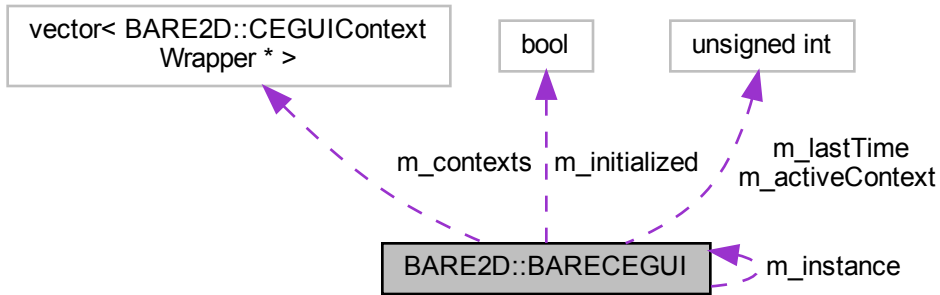 vector< BARE2D::CEGUIContext
Wrapper * >
bool
unsigned int
m_contexts
m_initialized
m_lastTime
m_activeContext
BARE2D::BARECEGUI
m_instance